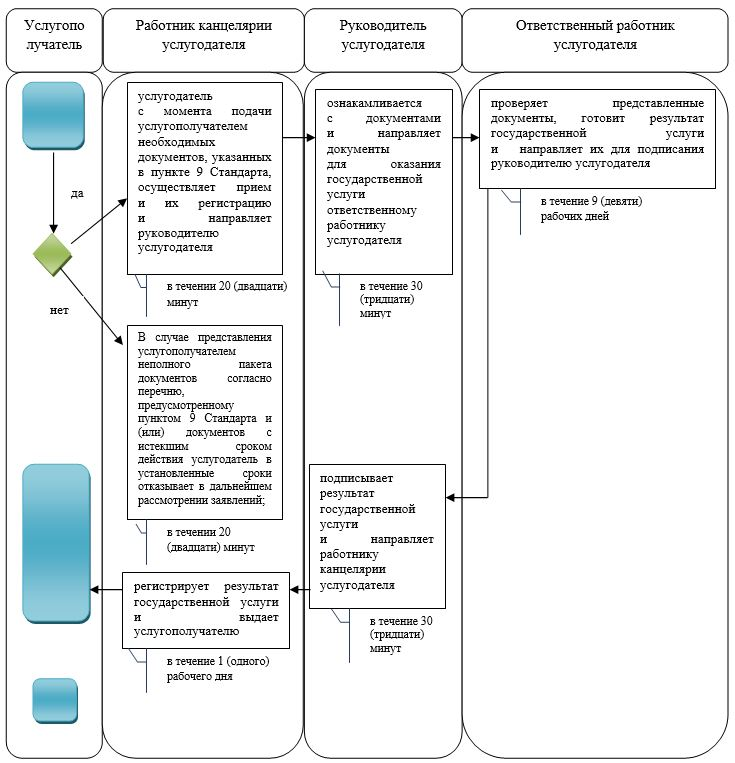 Услугопо
лучатель
Работник канцелярии
услугодателя
Руководитель
услугодателя
Ответственный работник
услугодателя
услугодатель
с момента подачи
услугополучателем
необходимых
документов, указанных
в пункте 9 Стандарта,
осуществляет прием
и их регистрацию
и направляет
руководителю
услугодателя
ознакамливается
с документами
и направляет
документы
для оказания
государственной
услуги
ответственному
работнику
услугодателя
проверяет представленные
документы, готовит результат
государственной услуги
и направляет их для подписания
руководителю услугодателя
да
в течение 9 (девяти)
рабочих дней
в течении 20 (двадцати)
минут
в течение 30
(тридцати)
минут
нет
В случае представления
услугополучателем
неполного пакета
документов согласно
перечню,
предусмотренному
пунктом 9 Стандарта и
(или) документов с
истекшим сроком
действия услугодатель в
установленные сроки
отказывает в дальнейшем
рассмотрении заявлений;
в течении 20
(двадцати) минут
подписывает
результат
государственной
услуги
и направляет
работнику
канцелярии
услугодателя
регистрирует результат
государственной услуги
и выдает
услугополучателю
в течение 30
(тридцати)
минут
в течение 1 (одного)
рабочего дня